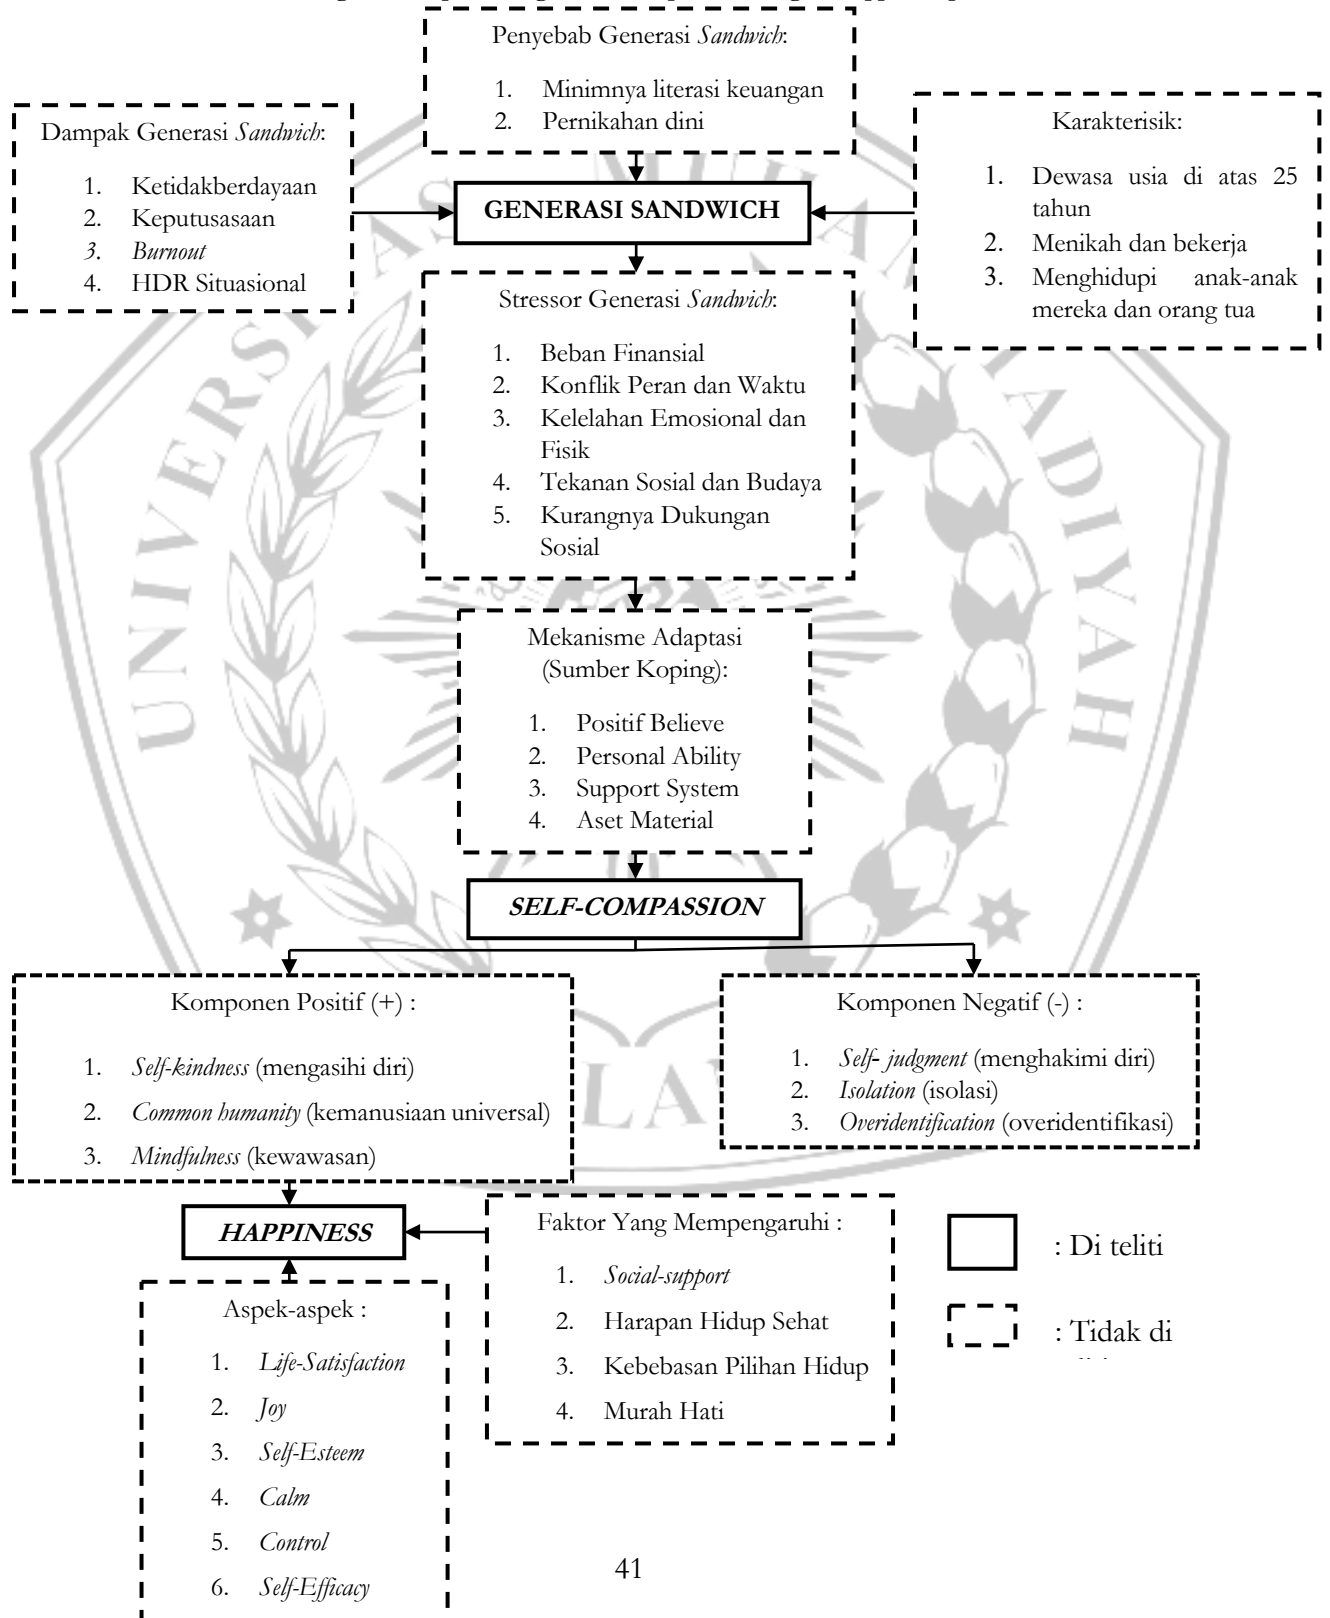 Penyebab Generasi Sandwich:
1. Minimnya literasi keuangan
2. Pernikahan dini
Dampak Generasi Sandwich:
1. Ketidakberdayaan
2. Keputusasaan
3. Burnout
4. HDR Situasional
GENERASI SANDWICH
Karakterisik:
1. Dewasa usia di atas 25
tahun
2. Menikah dan bekerja
3. Menghidupi anak-anak
mereka dan orang tua
Stressor Generasi Sandwich:
1. Beban Finansial
2. Konflik Peran dan Waktu
3. Kelelahan Emosional dan
Fisik
4. Tekanan Sosial dan Budaya
5. Kurangnya Dukungan
Sosial
Mekanisme Adaptasi
(Sumber Koping):
1. Positif Believe
2. Personal Ability
3. Support System
4. Aset Material
SELF-COMPASSION
Komponen Positif (+) :
1. Self-kindness (mengasihi diri)
2. Common humanity (kemanusiaan universal)
3. Mindfulness (kewawasan)
Komponen Negatif (-) :
1. Self- judgment (menghakimi diri)
2. Isolation (isolasi)
3. Overidentification (overidentifikasi)
HAPPINESS
Faktor Yang Mempengaruhi :
1. Social-support
2. Harapan Hidup Sehat
3. Kebebasan Pilihan Hidup
4. Murah Hati
: Di teliti
: Tidak di
Aspek-aspek :
1. Life-Satisfaction
2. Joy
3. Self-Esteem
4. Calm
5. Control
6. Self-Efficacy
41
UNIVERSITAS MUHAMMADIYAH